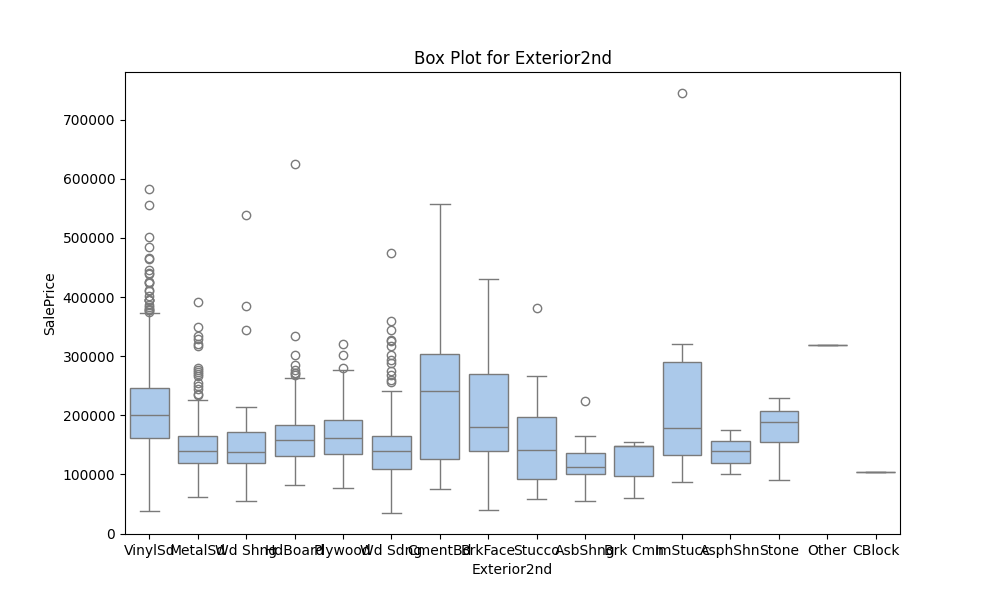 Box Plot for Exterior2nd
SalePrice
700000
600000
500000
400000
300000
200000
100000
0
VinylSd MetalSd Wd Shng HdBoard Plywood Wd Sdng CmentBd BrkFace Stucco AsbShng Brk Cmn ImStucc AsphShn Stone Other CBlock
Exterior2nd